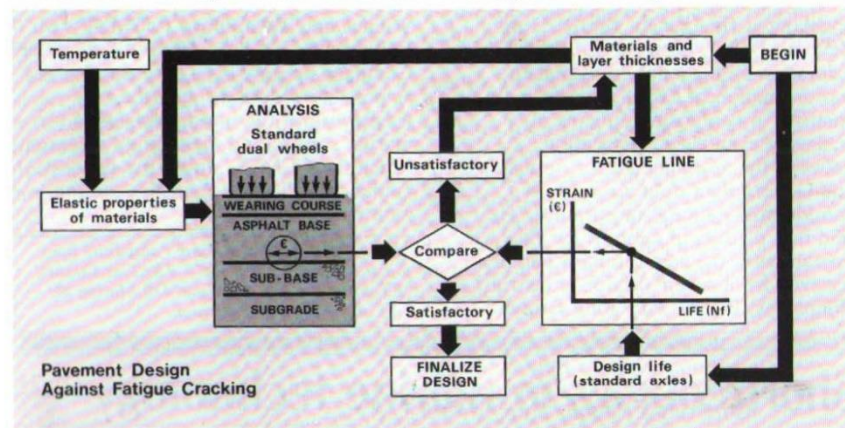 Temperature
Materials and
layer thicknesses
BEGIN
ANALYSIS
Standard
dual wheels
Unsatisfactory
FATIGUE LINE
Elastic properties
of materials
WEARING COURSE
ASPHALT BASE
STRAIN
(ϵ)
ϵ
Compare
SUB-BASE
SUBGRADE
Satisfactory
LIFE (Nf)
Pavement Design
Against Fatigue Cracking
FINALIZE
DESIGN
Design life
(standard axles)